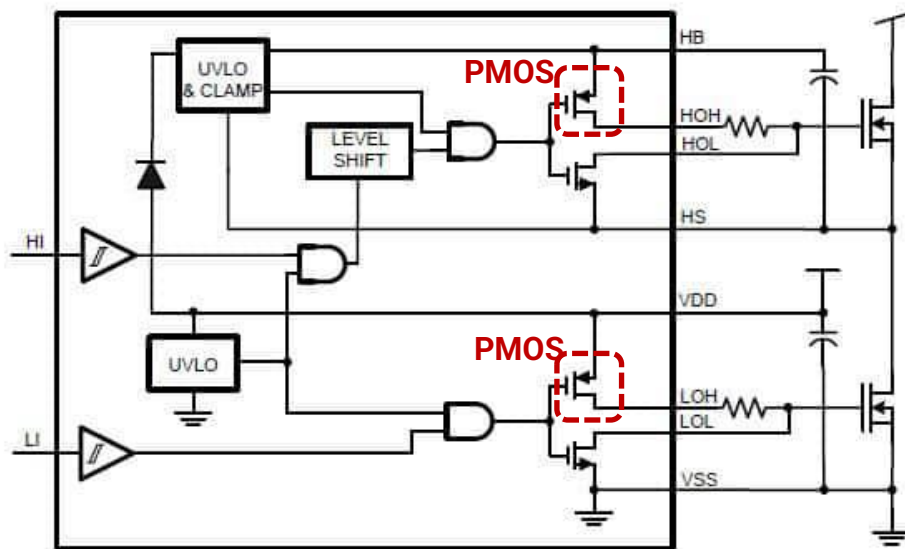 HB
UVLO
& CLAMP
PMOS
HOH
LEVEL
SHIFT
HOL
HS
HI
VDD
UVLO
PMOS
LOH
LOL
LI
VSS